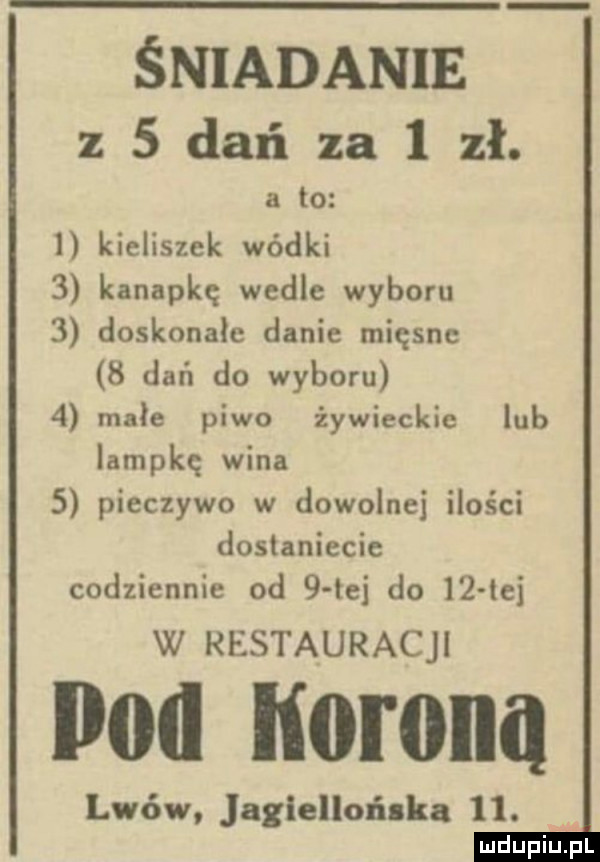 ŚNIADANIE
z 5 dań za 1 zł.
a to:
1) kieliszek wódki
3) kanapkę wedle wyboru
3) doskonałe danie mięsne
(8 dań do wyboru)
4) małe piwo żywieckie lub
lampkę wina
5) pieczywo w dowolnej ilości
dostaniecie
codziennie od 9-tej do 12-tej
W RESTAURACJI
Pod Koroną
Lwów, Jagiellońska 11.
mdupiu.pl